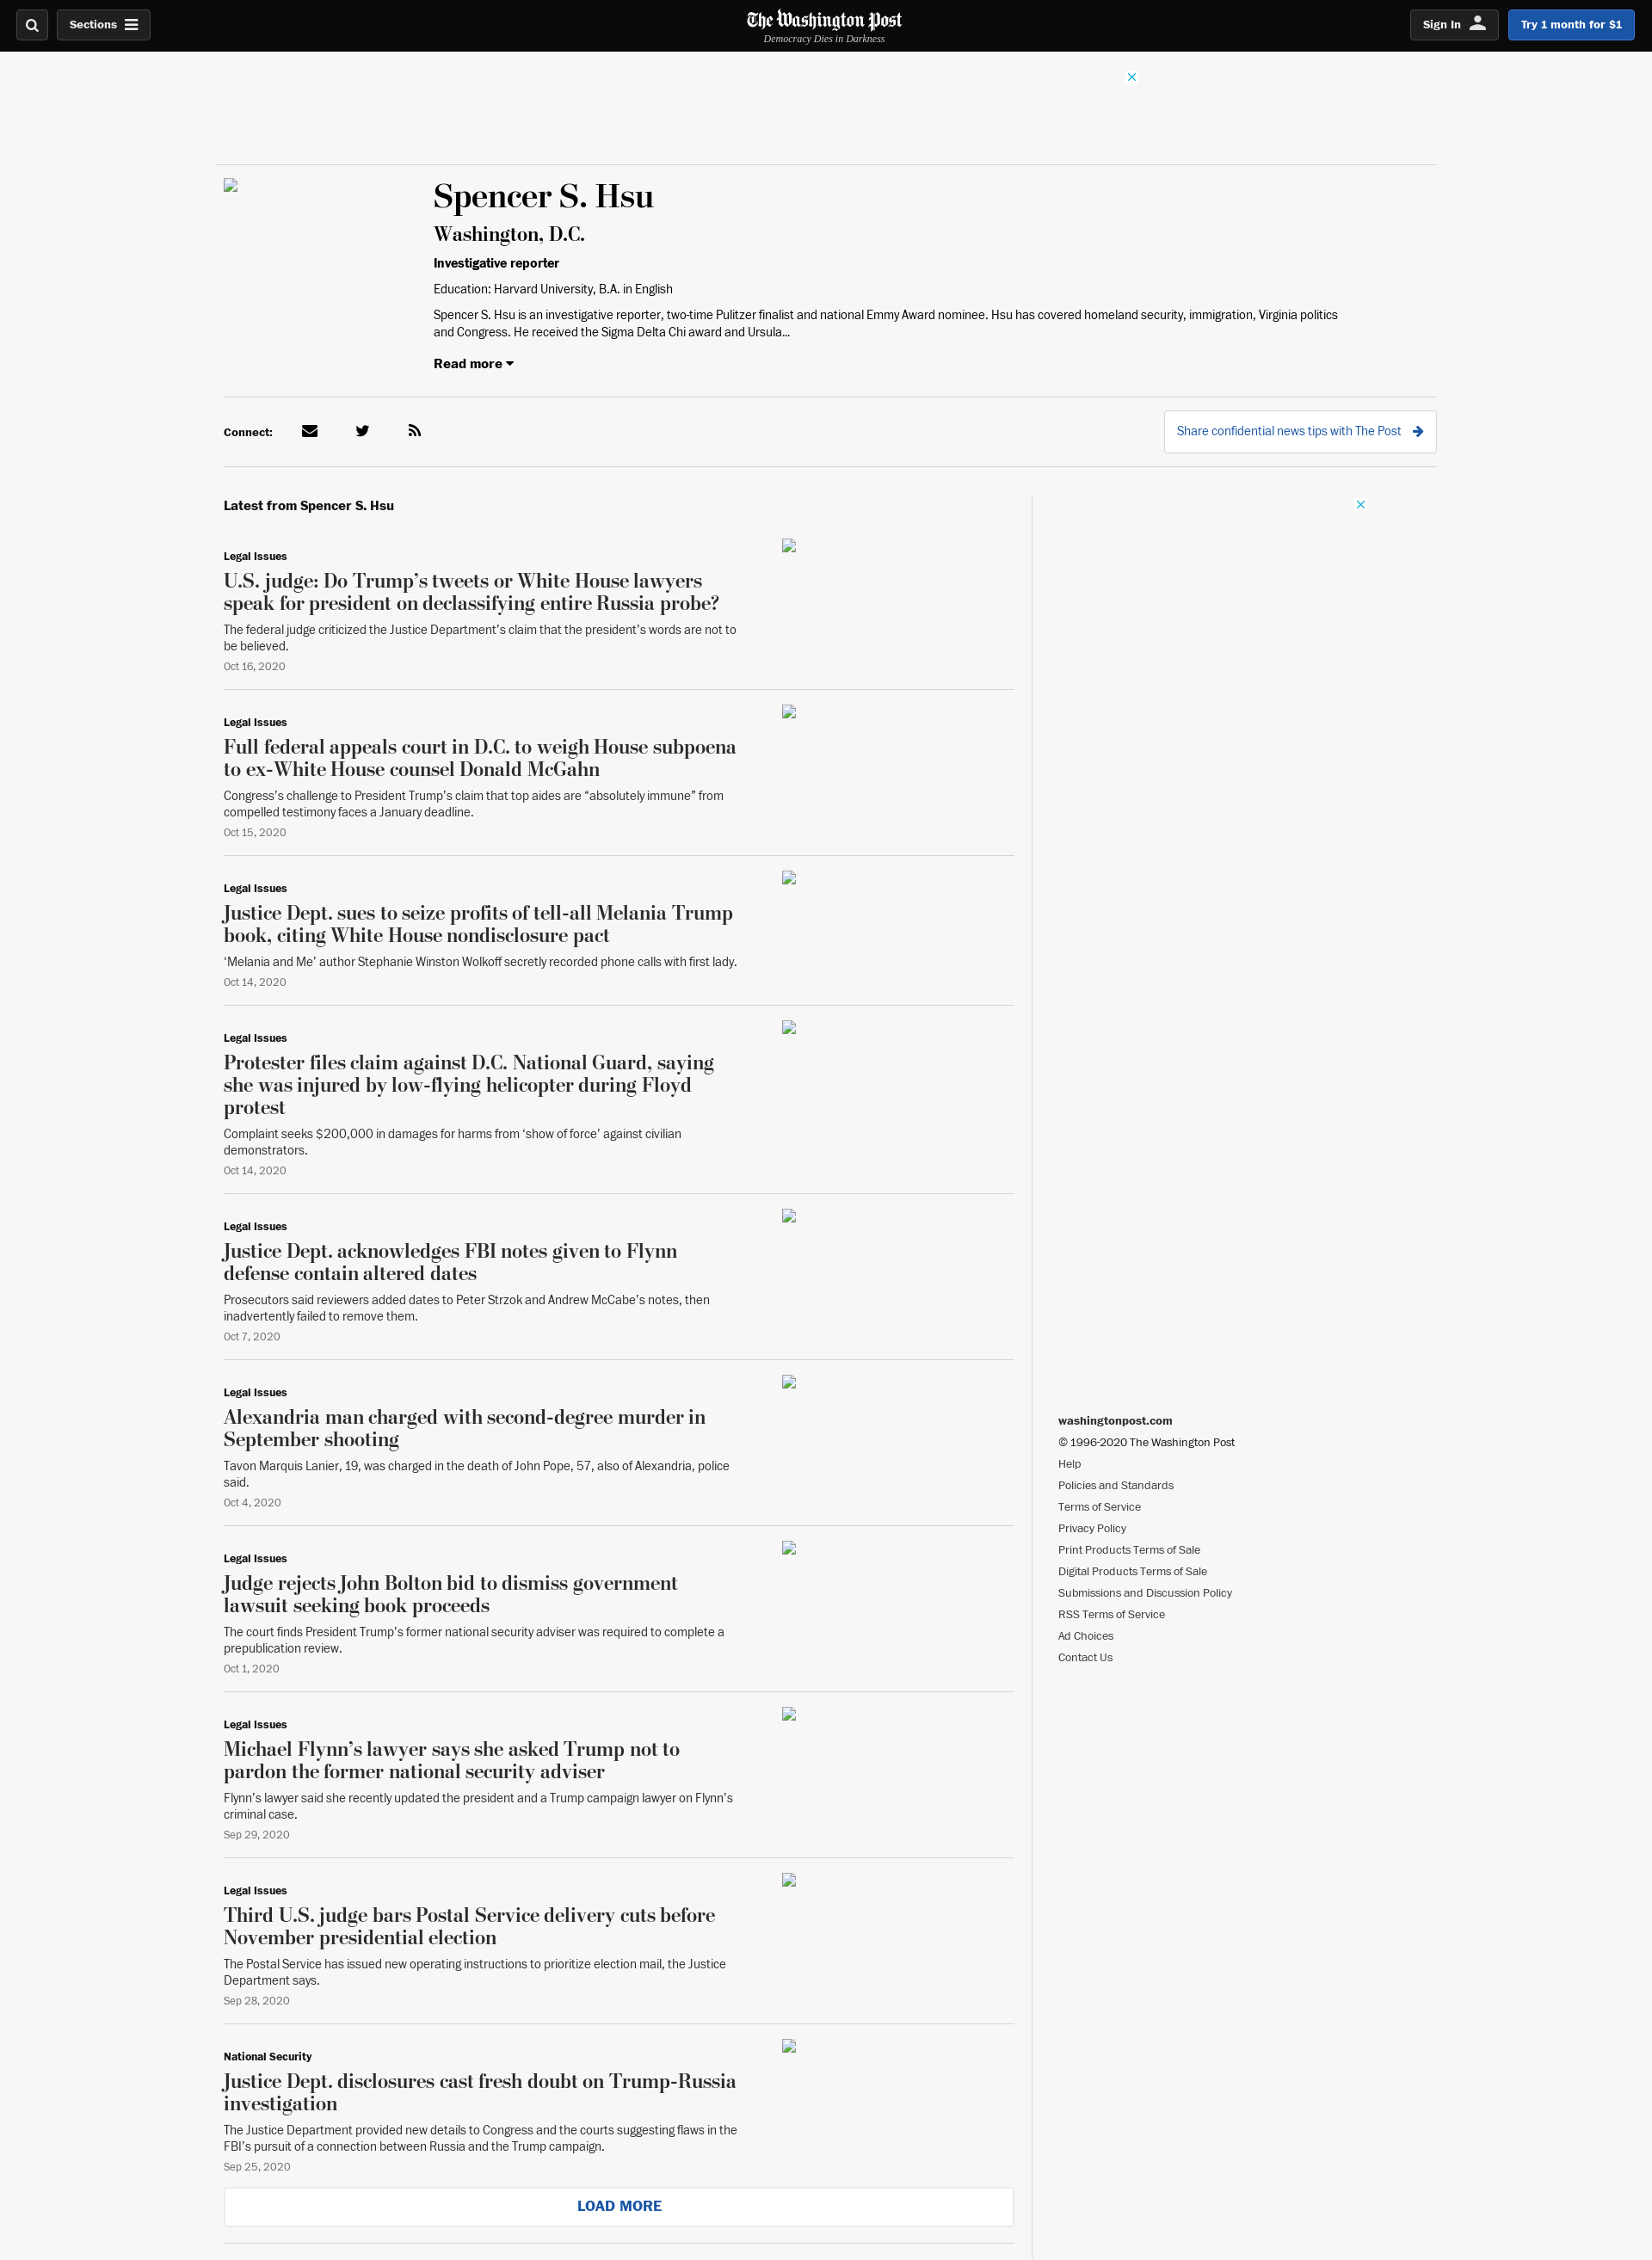 Sections
The Washington Post
Democracy Dies in Darkness
Sign In
Try 1 month for $1
Spencer S. Hsu
Washington, D.C.
Investigative reporter
Education: Harvard University, B.A. in English
Spencer S. Hsu is an investigative reporter, two-time Pulitzer finalist and national Emmy Award nominee. Hsu has covered homeland security, immigration, Virginia politics
and Congress. He received the Sigma Delta Chi award and Ursula...
Read more
Connect:
Share confidential news tips with The Post
Latest from Spencer S. Hsu
Legal Issues
U.S. judge: Do Trump’s tweets or White House lawyers
speak for president on declassifying entire Russia probe?
The federal judge criticized the Justice Department’s claim that the president’s words are not to
be believed.
Oct 16, 2020
Legal Issues
Full federal appeals court in D.C. to weigh House subpoena
to ex-White House counsel Donald McGahn
Congress’s challenge to President Trump’s claim that top aides are “absolutely immune” from
compelled testimony faces a January deadline.
Oct 15, 2020
Legal Issues
Justice Dept. sues to seize profits of tell-all Melania Trump
book, citing White House nondisclosure pact
‘Melania and Me’ author Stephanie Winston Wolkoff secretly recorded phone calls with first lady.
Oct 14, 2020
Legal Issues
Protester files claim against D.C. National Guard, saying
she was injured by low-flying helicopter during Floyd
protest
Complaint seeks $200,000 in damages for harms from ‘show of force’ against civilian
demonstrators.
Oct 14, 2020
Legal Issues
Justice Dept. acknowledges FBI notes given to Flynn
defense contain altered dates
Prosecutors said reviewers added dates to Peter Strzok and Andrew McCabe’s notes, then
inadvertently failed to remove them.
Oct 7, 2020
Legal Issues
Alexandria man charged with second-degree murder in
September shooting
Tavon Marquis Lanier, 19, was charged in the death of John Pope, 57, also of Alexandria, police
said.
Oct 4, 2020
Legal Issues
Judge rejects John Bolton bid to dismiss government
lawsuit seeking book proceeds
The court finds President Trump’s former national security adviser was required to complete a
prepublication review.
Oct 1, 2020
Legal Issues
Michael Flynn’s lawyer says she asked Trump not to
pardon the former national security adviser
Flynn’s lawyer said she recently updated the president and a Trump campaign lawyer on Flynn’s
criminal case.
Sep 29, 2020
Legal Issues
Third U.S. judge bars Postal Service delivery cuts before
November presidential election
The Postal Service has issued new operating instructions to prioritize election mail, the Justice
Department says.
Sep 28, 2020
National Security
Justice Dept. disclosures cast fresh doubt on Trump-Russia
investigation
The Justice Department provided new details to Congress and the courts suggesting flaws in the
FBI’s pursuit of a connection between Russia and the Trump campaign.
Sep 25, 2020
LOAD MORE
washingtonpost.com
© 1996-2020 The Washington Post
Help
Policies and Standards
Terms of Service
Privacy Policy
Print Products Terms of Sale
Digital Products Terms of Sale
Submissions and Discussion Policy
RSS Terms of Service
Ad Choices
Contact Us